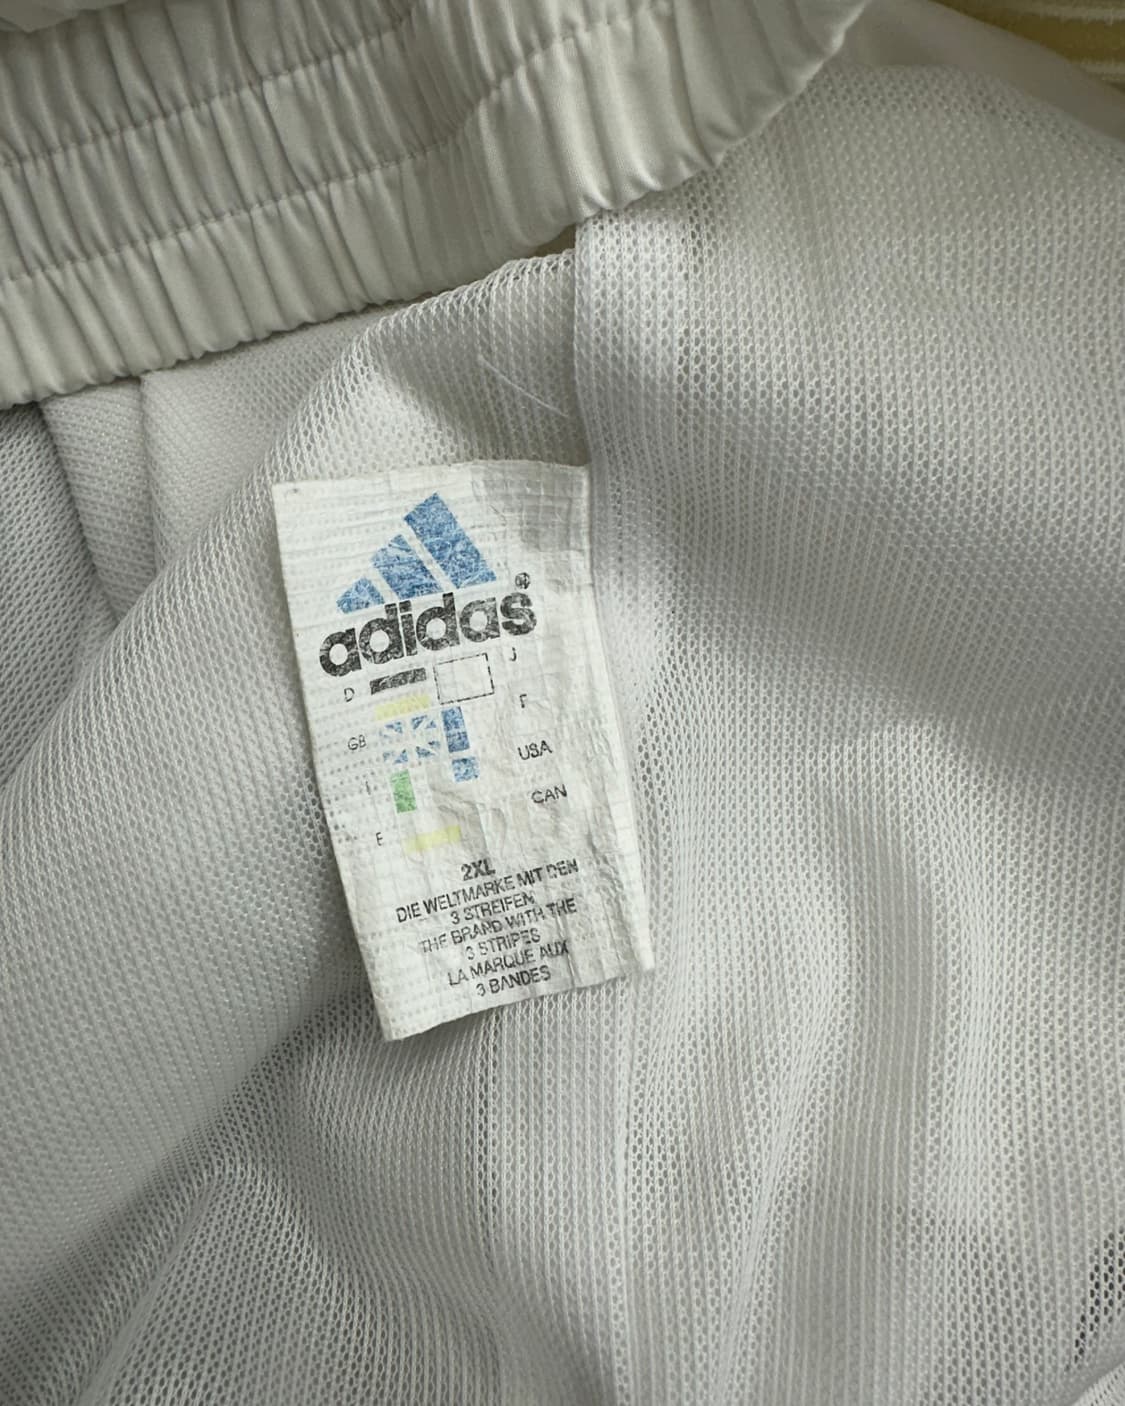 adidas®
D J
F
GB USA
I CAN
E
2XL
DIE WELTMARKE MIT DEN
3 STREIFEN
THE BRAND WITH THE
3 STRIPES
LA MARQUE AUX
3 BANDES